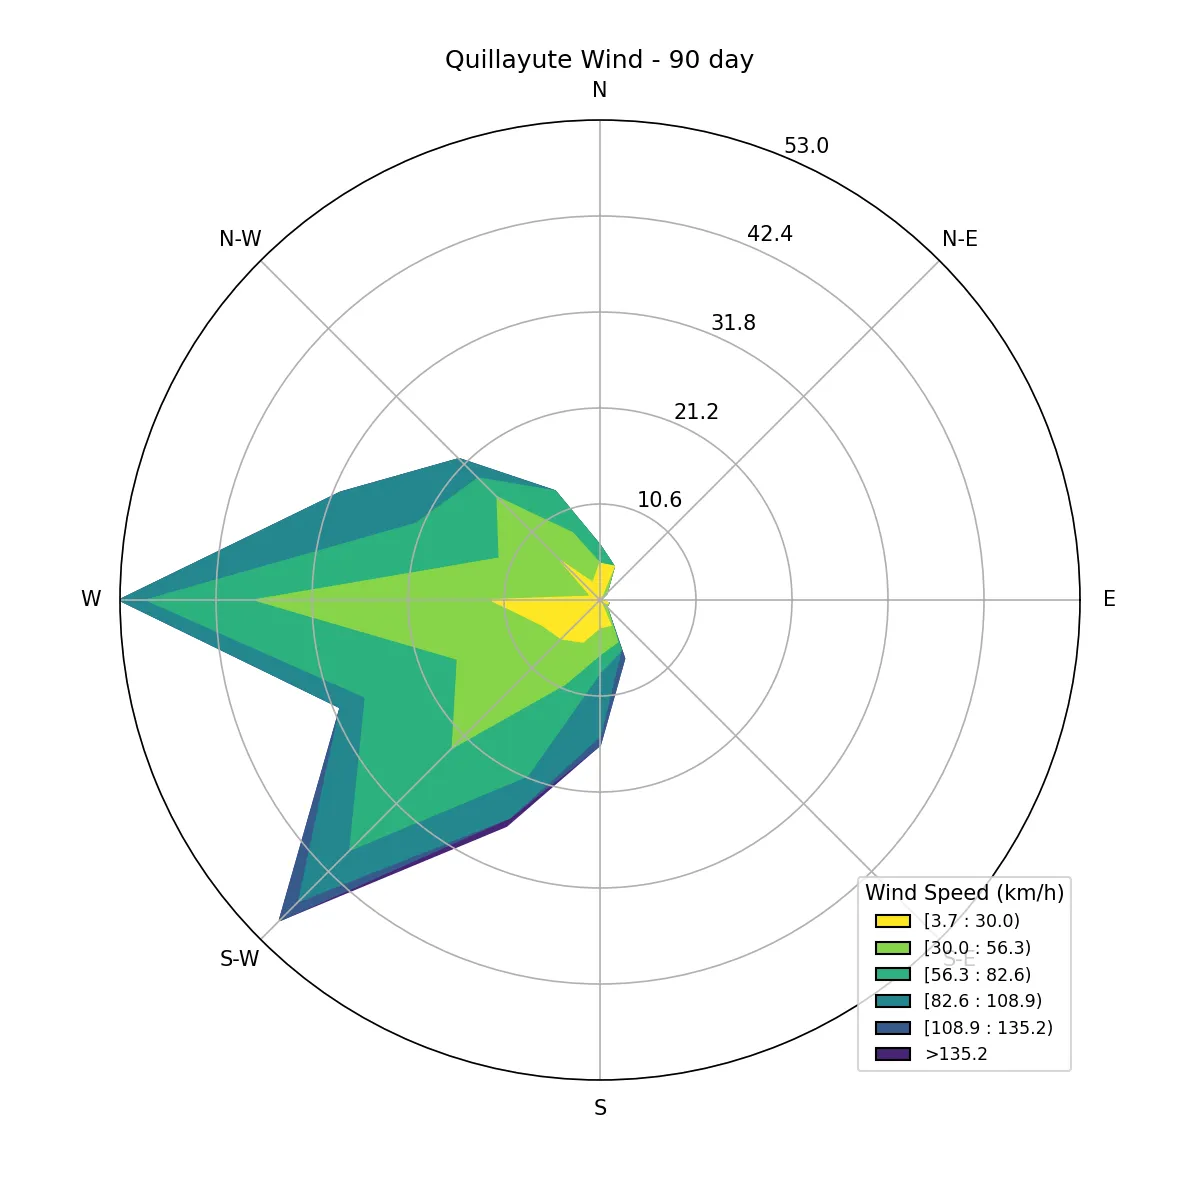 Quillayute Wind - 90 day
N
53.0
N-W
42.4
N-E
31.8
21.2
10.6
W
E
S-W
S-E
S
Wind Speed (km/h)
[3.7 : 30.0)
[30.0 : 56.3)
[56.3 : 82.6)
[82.6 : 108.9)
[108.9 : 135.2)
>135.2